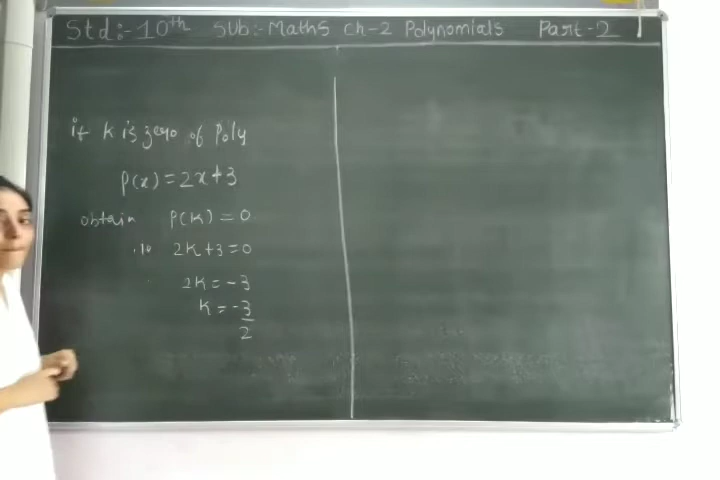 Std:-10th Sub:-Maths ch-2 Polynomials Part-2
if k is zero of poly
p(x)=2x+3
obtain p(k)=0
2k+3=0
2k=-3
k=-3
2